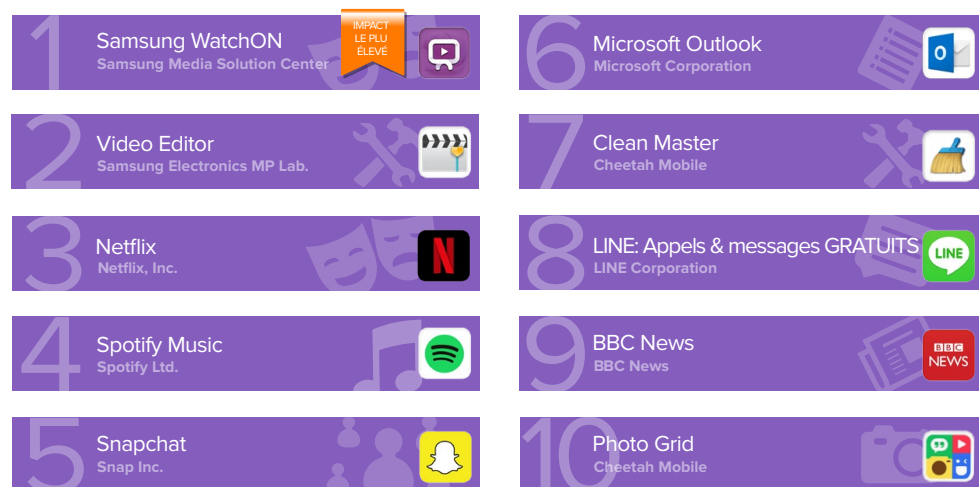 1
Samsung WatchON
Samsung Media Solution Center
IMPACT
LE PLU
ÉLEVÉ
2
Video Editor
Samsung Electronics MP Lab.
3
Netflix
Netflix, Inc.
N
4
Spotify Music
Spotify Ltd.
5
Snapchat
Snap Inc.
6
Microsoft Outlook
Microsoft Corporation
o
7
Clean Master
Cheetah Mobile
8
LINE: Appels & messages GRATUITS
LINE Corporation
LINE
9
BBC News
BBC News
BBC
NEWS
10
Photo Grid
Cheetah Mobile